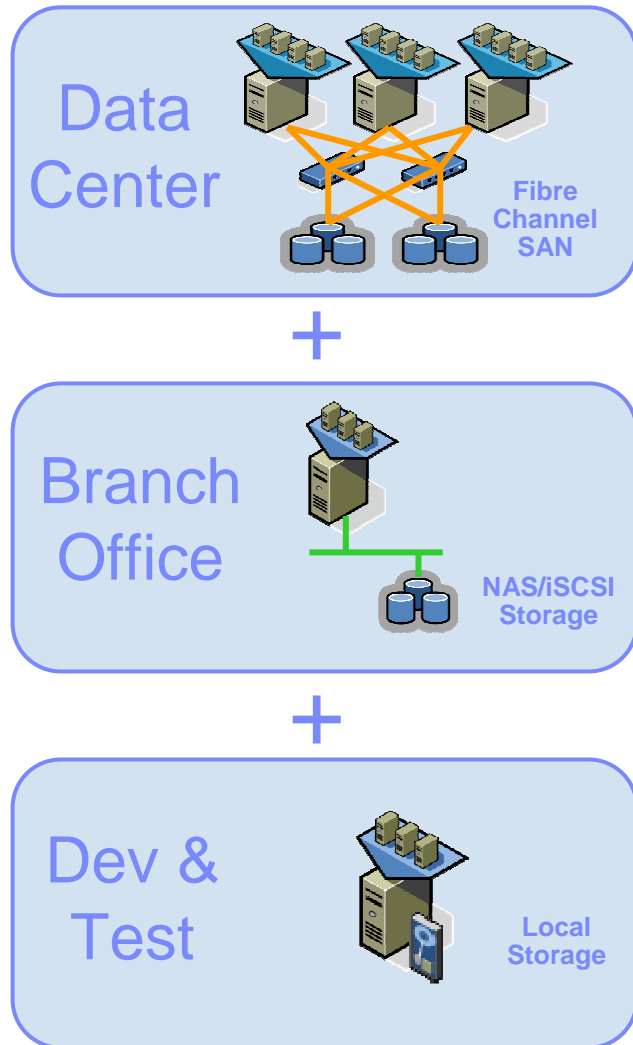 Data
Center
Fibre
Channel
SAN
+
Branch
Office
NAS/iSCSI
Storage
+
Dev &
Test
Local
Storage